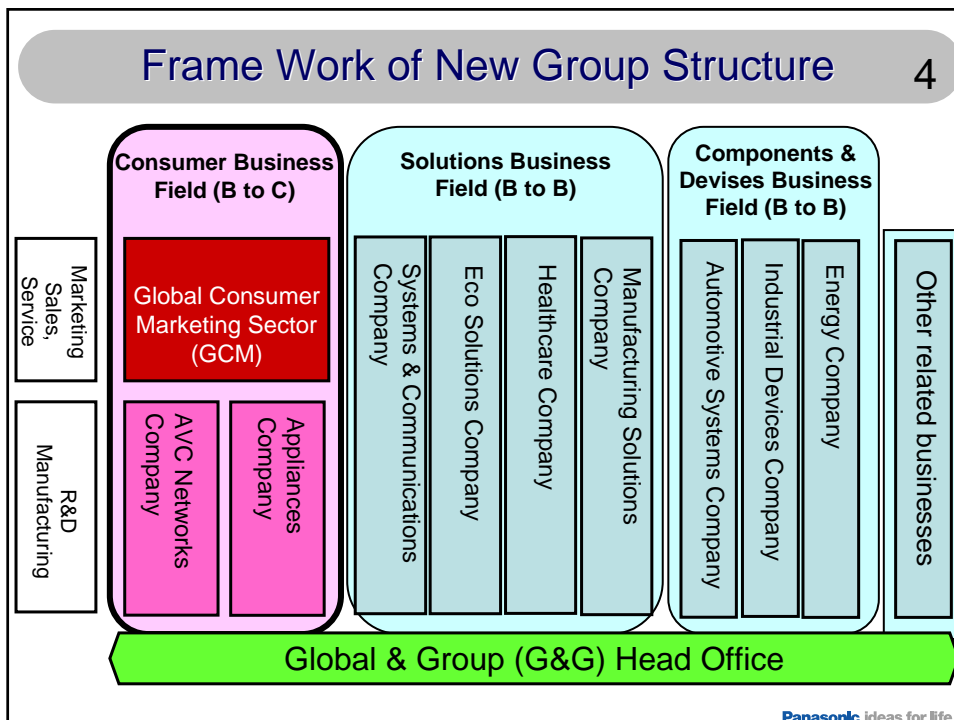 Frame Work of New Group Structure
4
Consumer Business
Field (B to C)
Solutions Business
Field (B to B)
Components &
Devises Business
Field (B to B)
Marketing
Sales,
Service
Global Consumer
Marketing Sector
(GCM)
R&D
Manufacturing
AVC Networks
Company
Appliances
Company
Systems & Communications
Company
Eco Solutions Company
Healthcare Company
Manufacturing Solutions
Company
Automotive Systems Company
Industrial Devices Company
Energy Company
Other related businesses
Global & Group (G&G) Head Office
Panasonic ideas for life